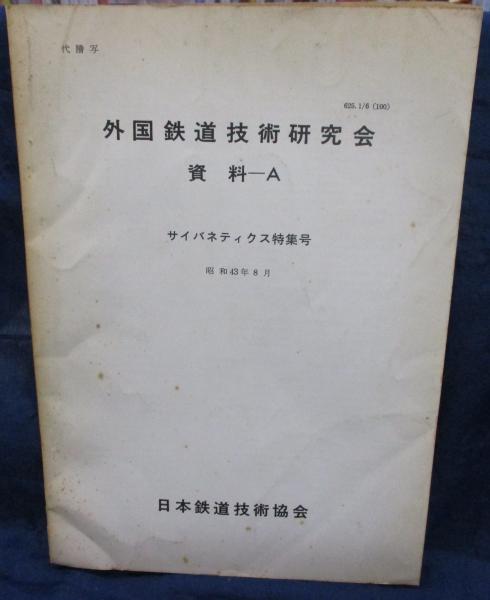 代謄写
625.1/6 (100)
外国鉄道技術研究会
資料―A
サイバネティクス特集号
昭和43年8月
日本鉄道技術協会